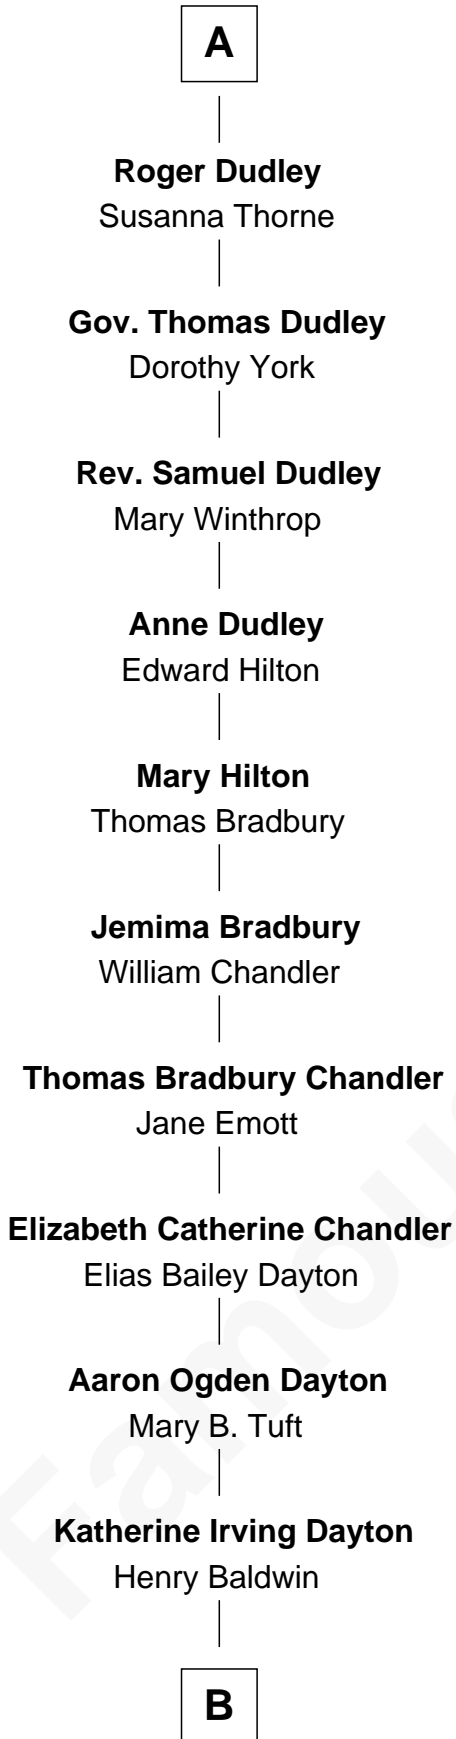 A
Roger Dudley
Susanna Thorne
Gov. Thomas Dudley
Dorothy York
Rev. Samuel Dudley
Mary Winthrop
Anne Dudley
Edward Hilton
Mary Hilton
Thomas Bradbury
Jemima Bradbury
William Chandler
Thomas Bradbury Chandler
Jane Emott
Elizabeth Catherine Chandler
Elias Bailey Dayton
Aaron Ogden Dayton
Mary B. Tuft
Katherine Irving Dayton
Henry Baldwin
B
Famou